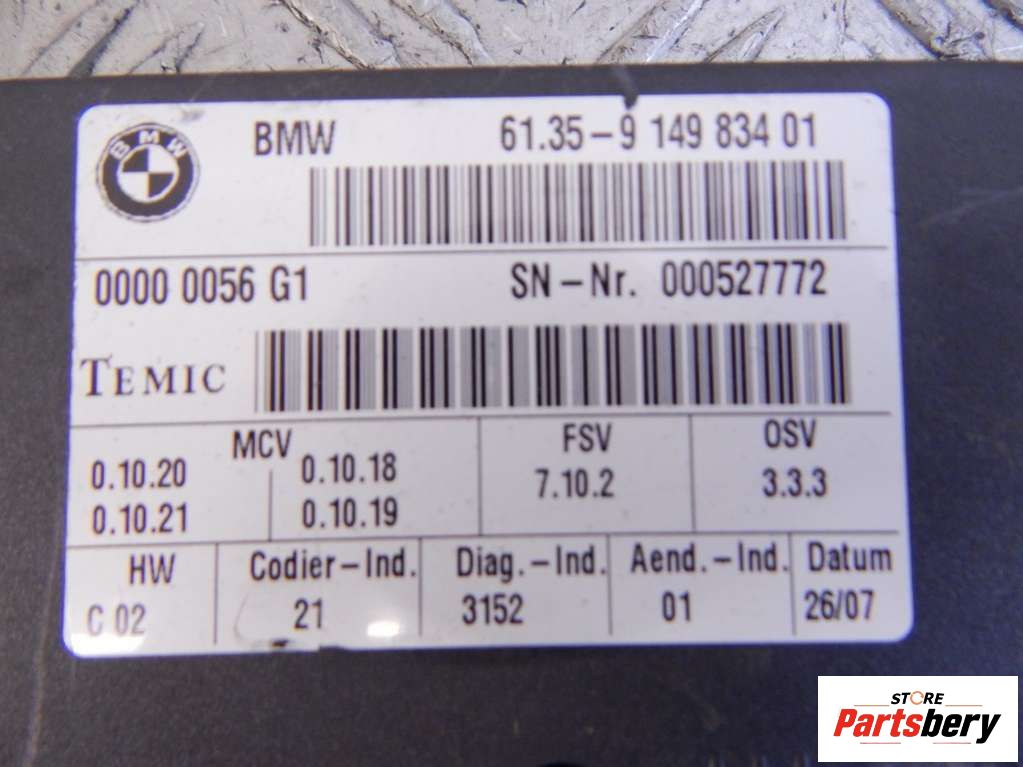 BMW
BMW 61.35-9 149 834 01
0000 0056 G1 SN-Nr. 000527772
TEMIC
MCV FSV OSV
0.10.20 0.10.18 7.10.2 3.3.3
0.10.21 0.10.19
HW Codier-Ind. Diag.-Ind. Aend.-Ind. Datum
C 02 21 3152 01 26/07
STORE
Partsbery